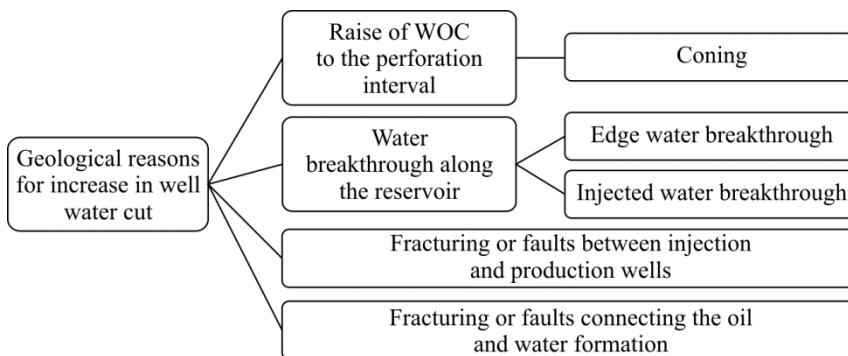 Geological reasons
for increase in well
water cut
Raise of WOC
to the perforation
interval
Coning
Water
breakthrough along
the reservoir
Edge water breakthrough
Injected water breakthrough
Fracturing or faults between injection
and production wells
Fracturing or faults connecting the oil
and water formation